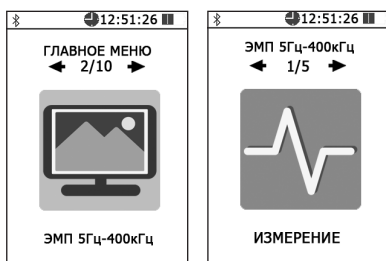 12:51:26
ГЛАВНОЕ МЕНЮ
2/10
ЭМП 5Гц-400кГц
12:51:26
ЭМП 5Гц-400кГц
1/5
ИЗМЕРЕНИЕ